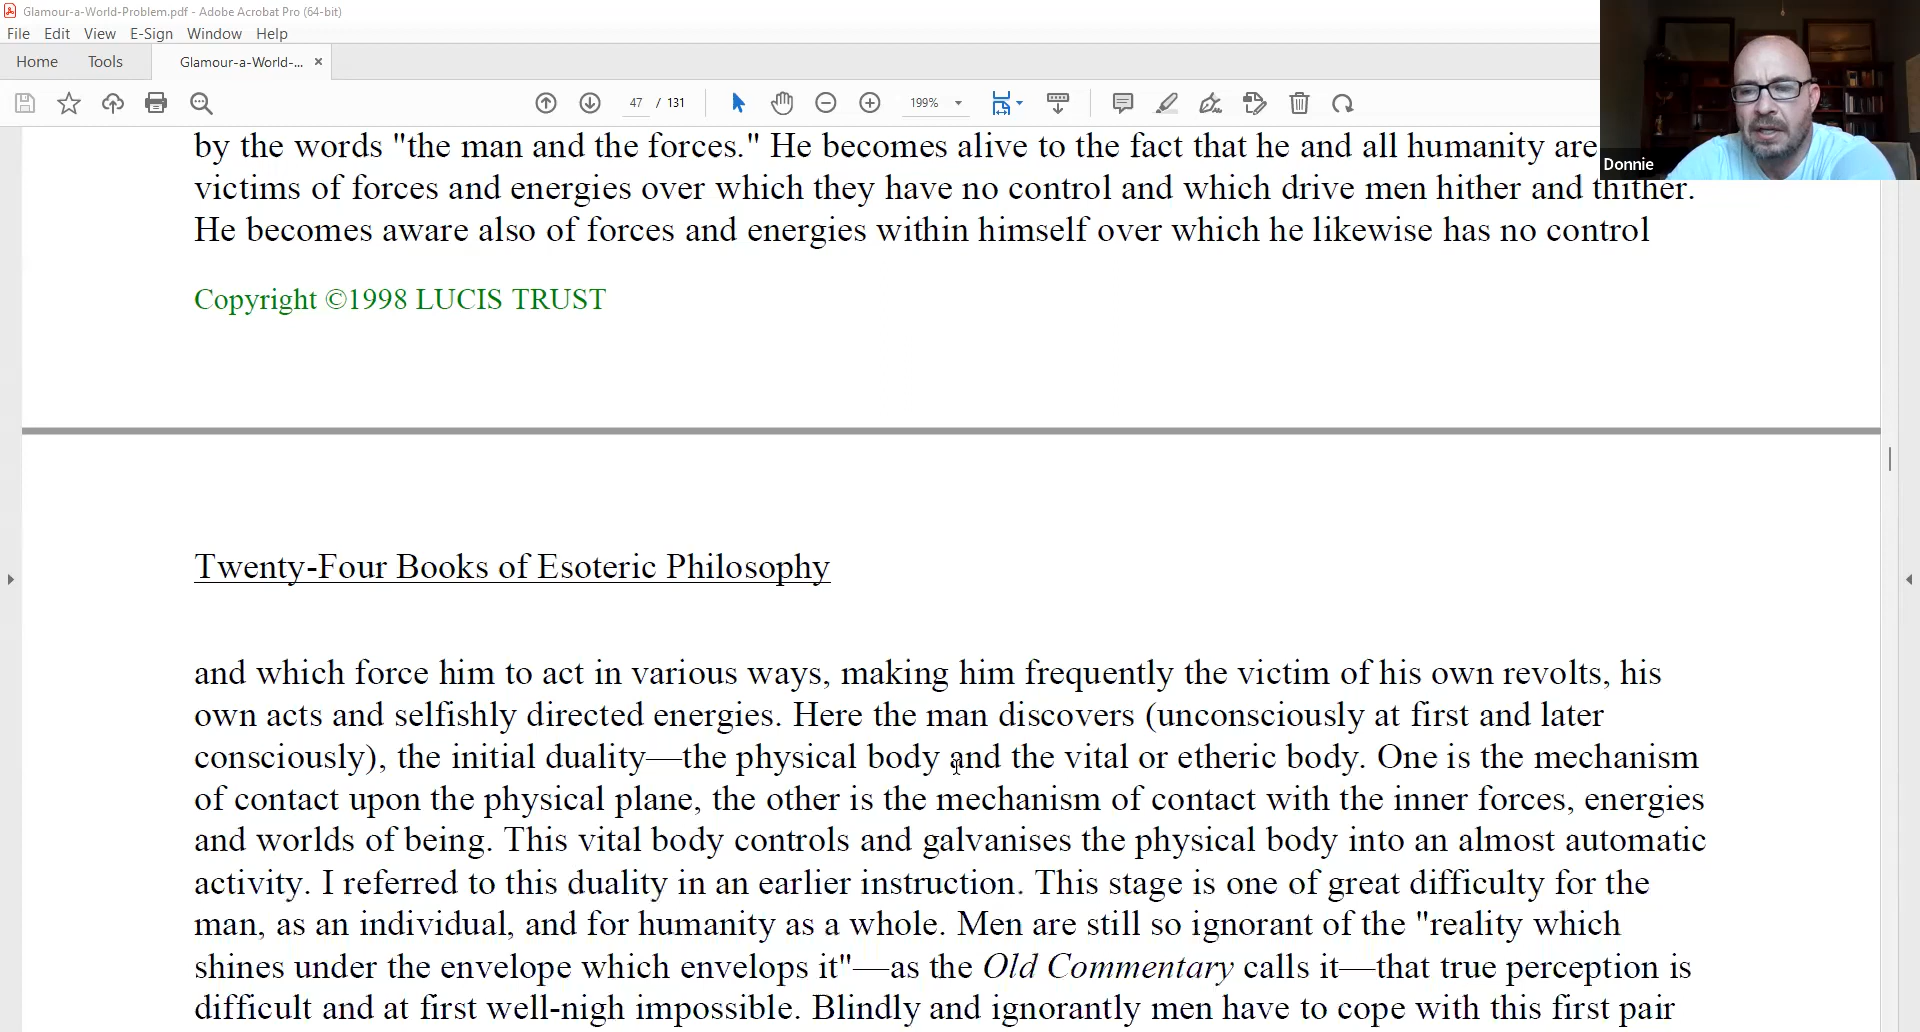 Glamour-a-World-Problem.pdf - Adobe Acrobat Pro (64-bit)
File Edit View E-Sign Window Help
Home Tools Glamour-a-World-... ×
47 / 131 199%
by the words "the man and the forces." He becomes alive to the fact that he and all humanity are
Donnie
victims of forces and energies over which they have no control and which drive men hither and thither.
He becomes aware also of forces and energies within himself over which he likewise has no control
Copyright ©1998 LUCIS TRUST
Twenty-Four Books of Esoteric Philosophy
and which force him to act in various ways, making him frequently the victim of his own revolts, his
own acts and selfishly directed energies. Here the man discovers (unconsciously at first and later
consciously), the initial duality—the physical body and the vital or etheric body. One is the mechanism
of contact upon the physical plane, the other is the mechanism of contact with the inner forces, energies
and worlds of being. This vital body controls and galvanises the physical body into an almost automatic
activity. I referred to this duality in an earlier instruction. This stage is one of great difficulty for the
man, as an individual, and for humanity as a whole. Men are still so ignorant of the "reality which
shines under the envelope which envelops it"—as the Old Commentary calls it—that true perception is
difficult and at first well-nigh impossible. Blindly and ignorantly men have to cope with this first pair